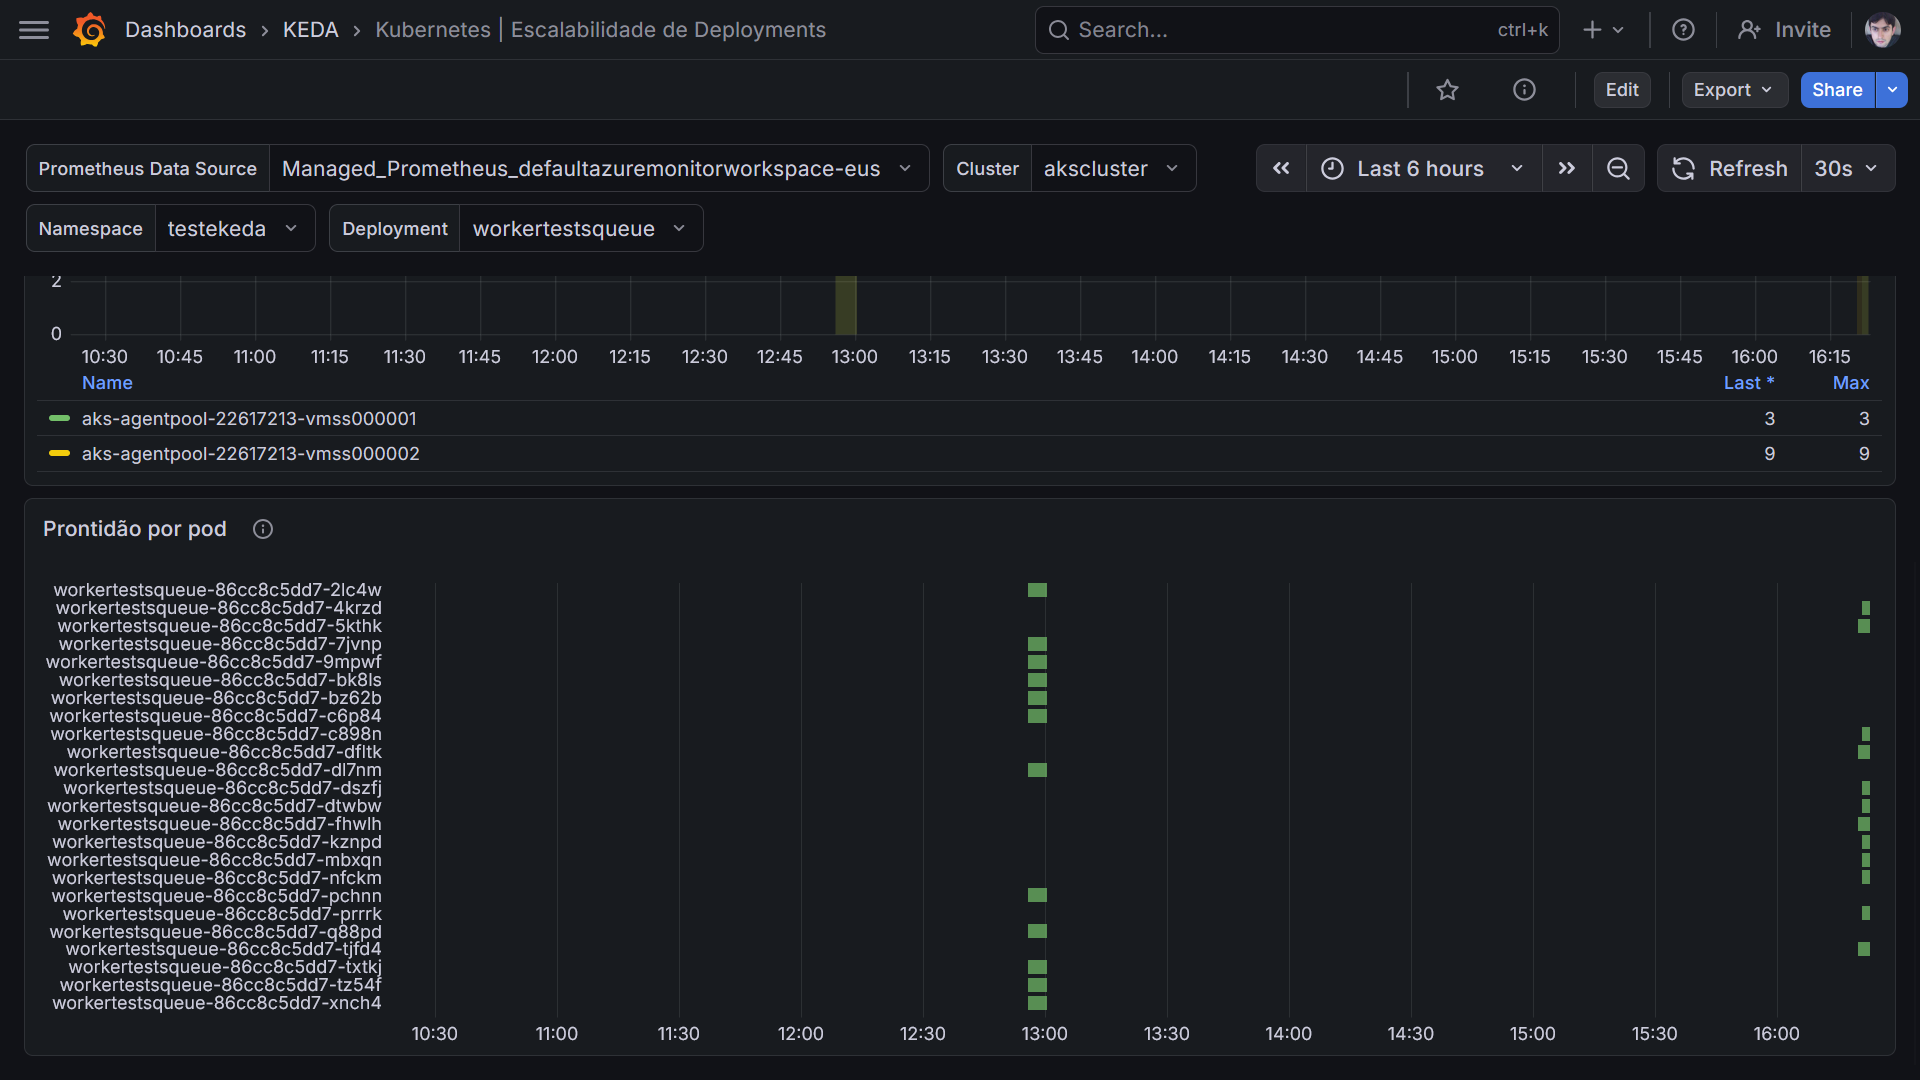 Dashboards › KEDA › Kubernetes | Escalabilidade de Deployments
Search...
ctrl+k
Invite
Edit
Export
Share
Prometheus Data Source
Managed_Prometheus_defaultazuremonitorworkspace-eus
Cluster
akscluster
Last 6 hours
Refresh
30s
Namespace
testekeda
Deployment
workertestsqueue
2
0
10:30 10:45 11:00 11:15 11:30 11:45 12:00 12:15 12:30 12:45 13:00 13:15 13:30 13:45 14:00 14:15 14:30 14:45 15:00 15:15 15:30 15:45 16:00 16:15
Name Last * Max
aks-agentpool-22617213-vmss000001 3 3
aks-agentpool-22617213-vmss000002 9 9
Prontidão por pod
workertestsqueue-86cc8c5dd7-2lc4w
workertestsqueue-86cc8c5dd7-4krzd
workertestsqueue-86cc8c5dd7-5kthk
workertestsqueue-86cc8c5dd7-7jvnp
workertestsqueue-86cc8c5dd7-9mpwf
workertestsqueue-86cc8c5dd7-bk8ls
workertestsqueue-86cc8c5dd7-bz62b
workertestsqueue-86cc8c5dd7-c6p84
workertestsqueue-86cc8c5dd7-c898n
workertestsqueue-86cc8c5dd7-dfltk
workertestsqueue-86cc8c5dd7-dl7nm
workertestsqueue-86cc8c5dd7-dszfj
workertestsqueue-86cc8c5dd7-dtwbw
workertestsqueue-86cc8c5dd7-fhwlh
workertestsqueue-86cc8c5dd7-kznpd
workertestsqueue-86cc8c5dd7-mbxqn
workertestsqueue-86cc8c5dd7-nfckm
workertestsqueue-86cc8c5dd7-pchnn
workertestsqueue-86cc8c5dd7-prrrk
workertestsqueue-86cc8c5dd7-q88pd
workertestsqueue-86cc8c5dd7-tjfd4
workertestsqueue-86cc8c5dd7-txtkj
workertestsqueue-86cc8c5dd7-tz54f
workertestsqueue-86cc8c5dd7-xnch4
10:30 11:00 11:30 12:00 12:30 13:00 13:30 14:00 14:30 15:00 15:30 16:00